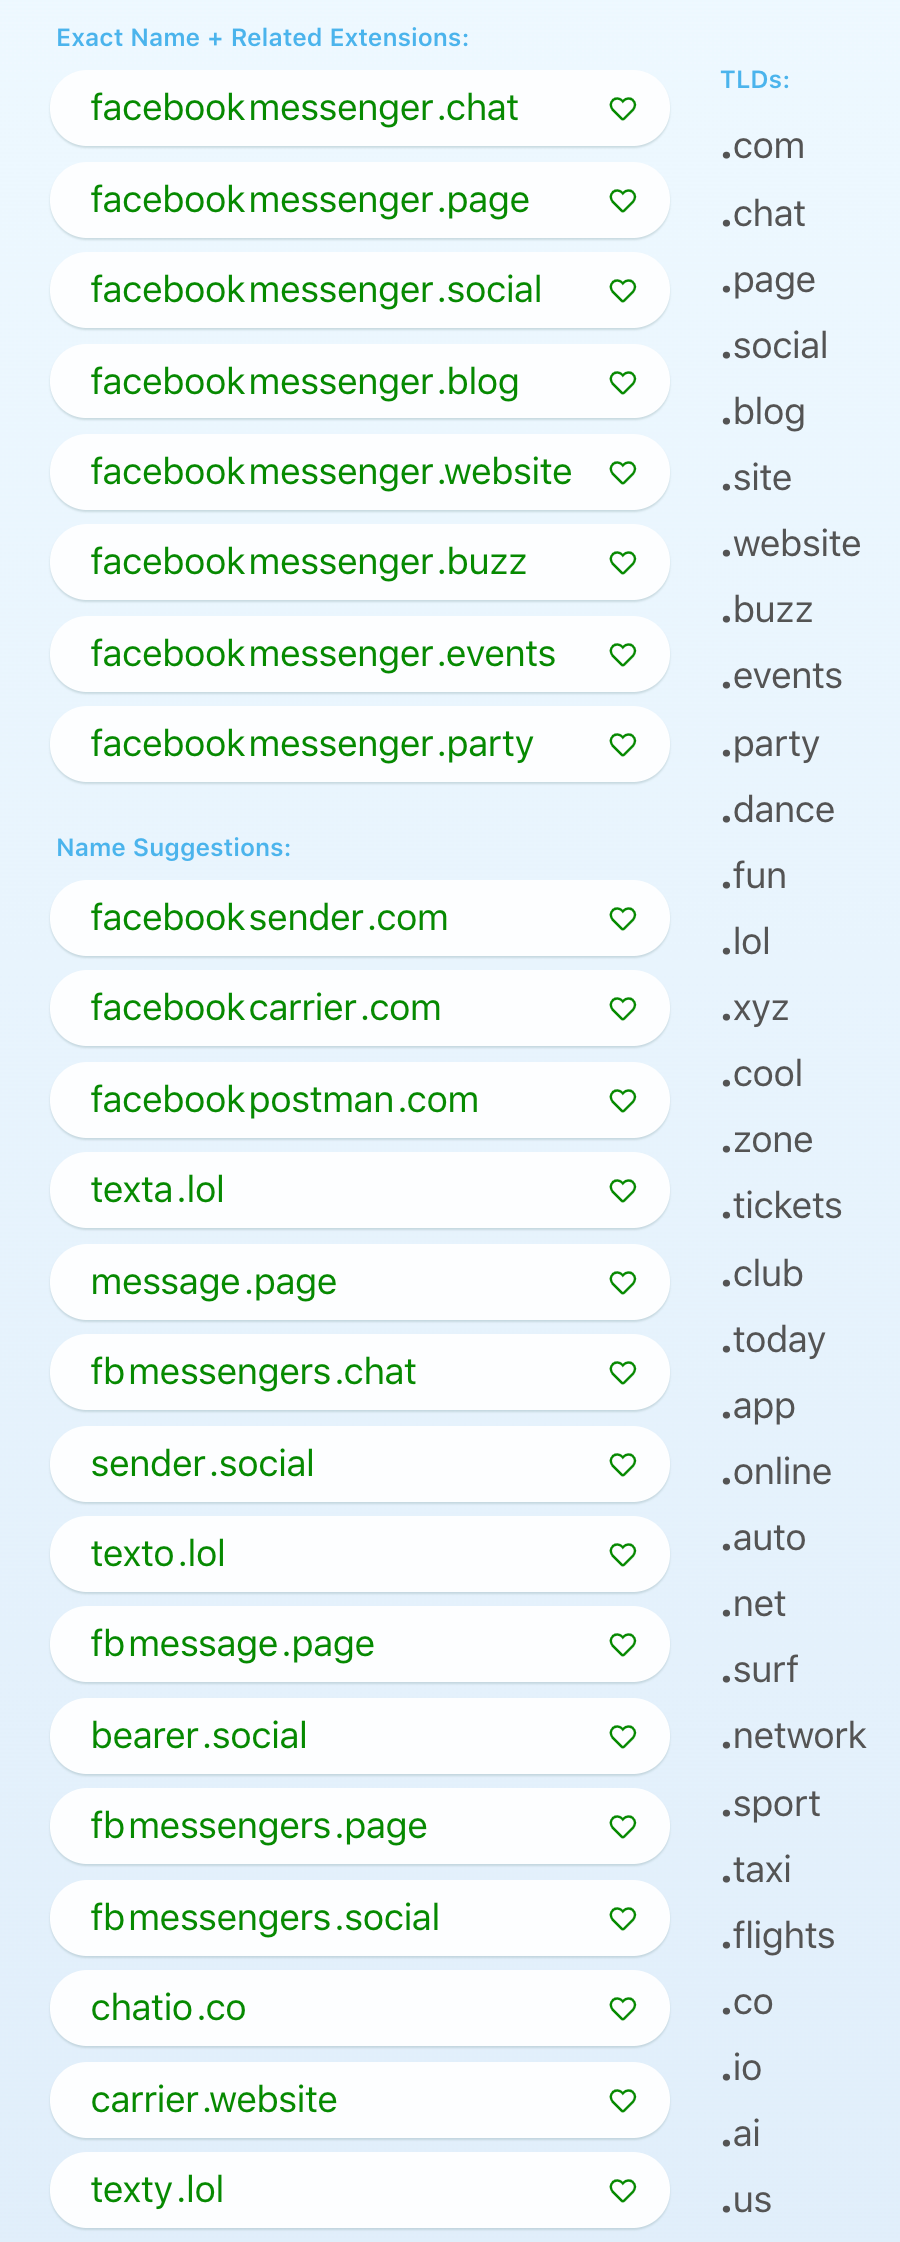 Exact Name + Related Extensions:
facebookmessenger.chat
facebookmessenger.page
facebookmessenger.social
facebookmessenger.blog
facebookmessenger.website
facebookmessenger.buzz
facebookmessenger.events
facebookmessenger.party
Name Suggestions:
facebooksender.com
facebookcarrier.com
facebookpostman.com
texta.lol
message.page
fbmessengers.chat
sender.social
texto.lol
fbmessage.page
bearer.social
fbmessengers.page
fbmessengers.social
chatio.co
carrier.website
texty.lol
TLDs:
.com
.chat
.page
.social
.blog
.site
.website
.buzz
.events
.party
.dance
.fun
.lol
.xyz
.cool
.zone
.tickets
.club
.today
.app
.online
.auto
.net
.surf
.network
.sport
.taxi
.flights
.co
.io
.ai
.us